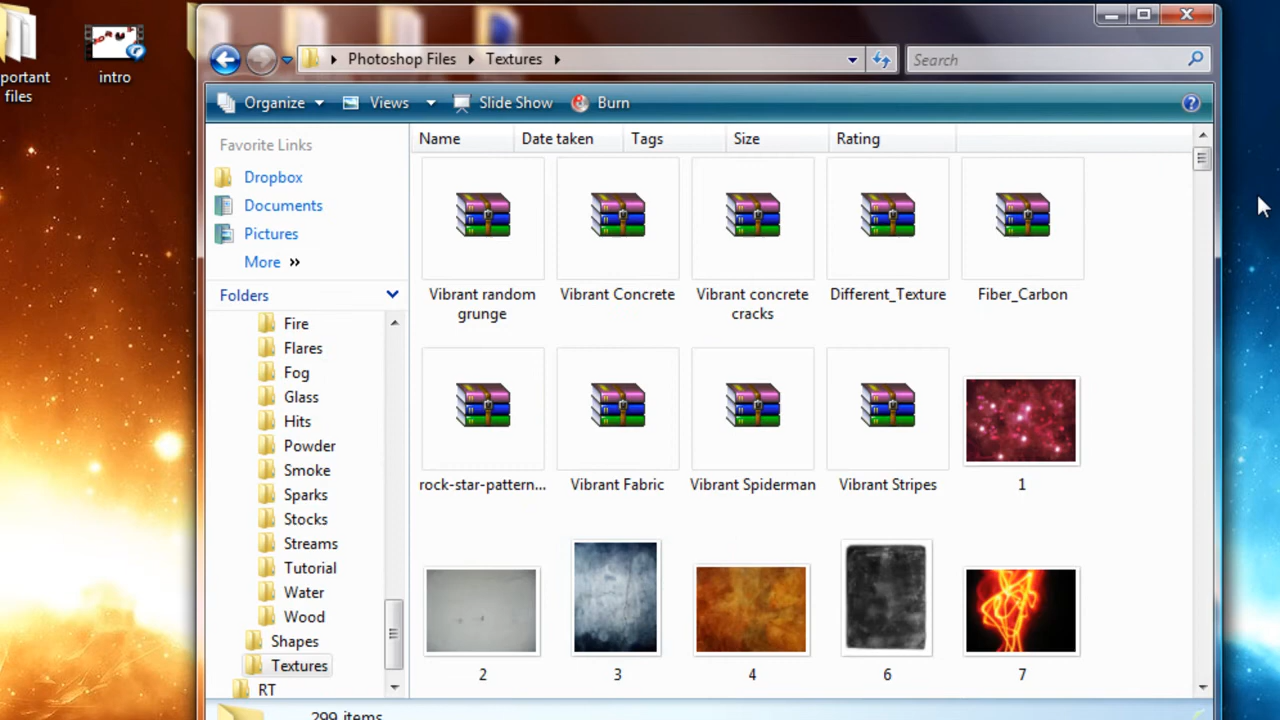 portant
files
intro
Photoshop Files
Textures
Search
Organize
Views
Slide Show
Burn
Favorite Links
Dropbox
Documents
Pictures
More »
Folders
Fire
Flares
Fog
Glass
Hits
Powder
Smoke
Sparks
Stocks
Streams
Tutorial
Water
Wood
Shapes
Textures
RT
Name Date taken Tags Size Rating
Vibrant random
grunge
Vibrant Concrete
Vibrant concrete
cracks
Different_Texture
Fiber_Carbon
rock-star-pattern...
Vibrant Fabric
Vibrant Spiderman
Vibrant Stripes
1
2
3
4
6
7
299 items